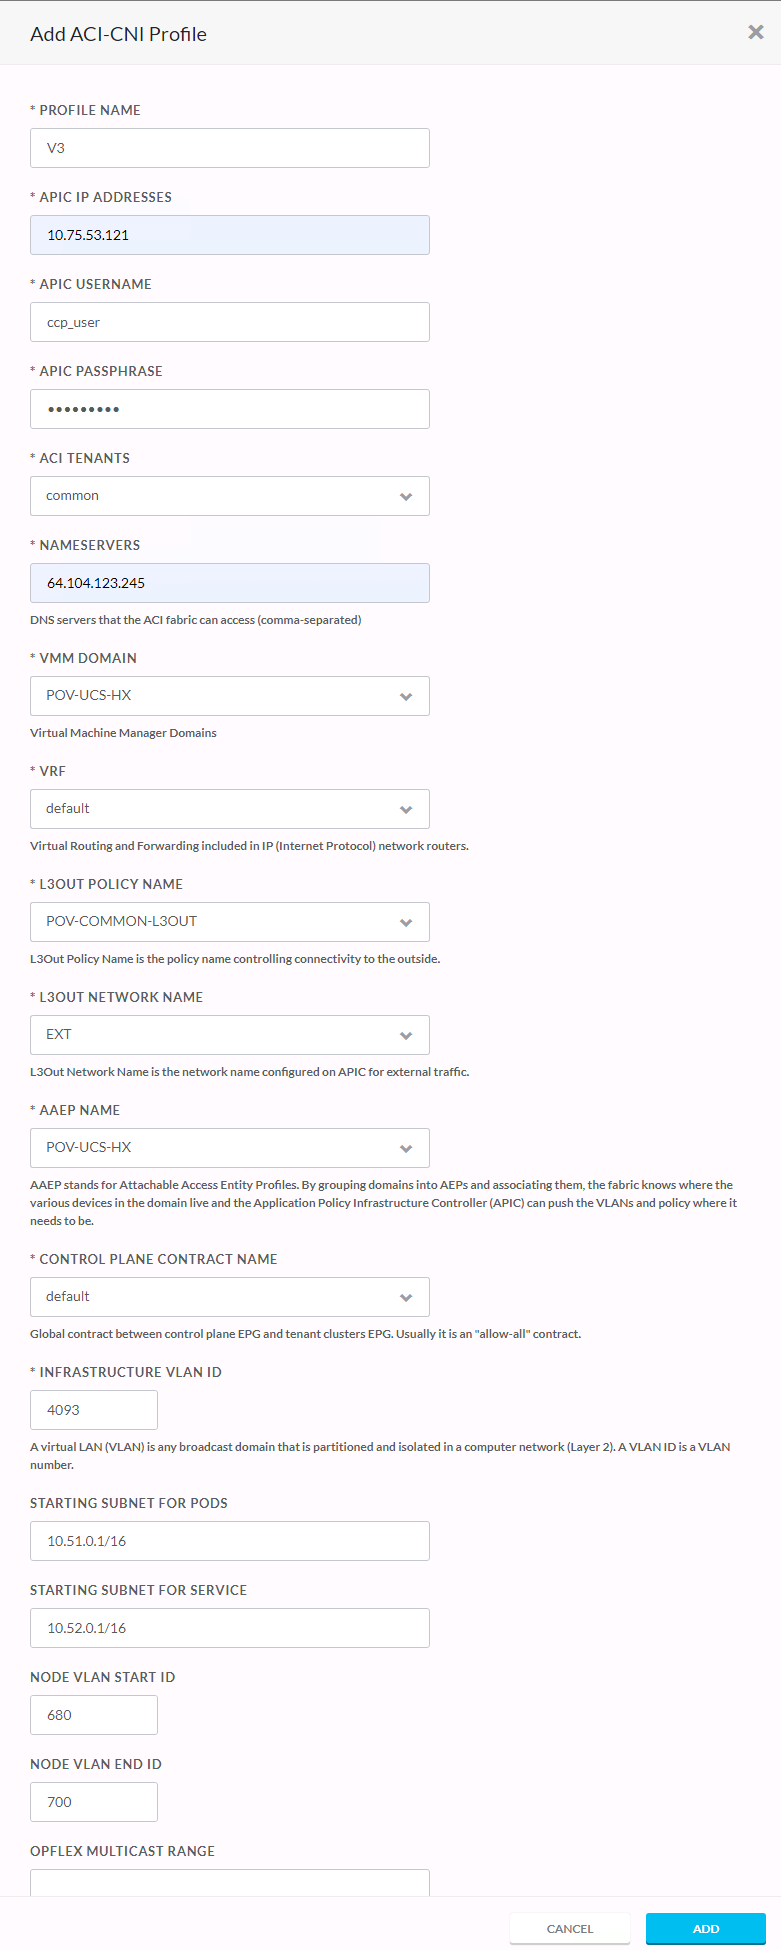 Add ACI-CNI Profile
* PROFILE NAME
V3
* APIC IP ADDRESSES
10.75.53.121
* APIC USERNAME
ccp_user
* APIC PASSPHRASE
•••••••••
* ACI TENANTS
common
* NAMESERVERS
64.104.123.245
DNS servers that the ACI fabric can access (comma-separated)
* VMM DOMAIN
POV-UCS-HX
Virtual Machine Manager Domains
* VRF
default
Virtual Routing and Forwarding included in IP (Internet Protocol) network routers.
* L3OUT POLICY NAME
POV-COMMON-L3OUT
L3Out Policy Name is the policy name controlling connectivity to the outside.
* L3OUT NETWORK NAME
EXT
L3Out Network Name is the network name configured on APIC for external traffic.
* AAEP NAME
POV-UCS-HX
AAEP stands for Attachable Access Entity Profiles. By grouping domains into AEPs and associating them, the fabric knows where the
various devices in the domain live and the Application Policy Infrastructure Controller (APIC) can push the VLANs and policy where it
needs to be.
* CONTROL PLANE CONTRACT NAME
default
Global contract between control plane EPG and tenant clusters EPG. Usually it is an "allow-all" contract.
* INFRASTRUCTURE VLAN ID
4093
A virtual LAN (VLAN) is any broadcast domain that is partitioned and isolated in a computer network (Layer 2). A VLAN ID is a VLAN
number.
STARTING SUBNET FOR PODS
10.51.0.1/16
STARTING SUBNET FOR SERVICE
10.52.0.1/16
NODE VLAN START ID
680
NODE VLAN END ID
700
OPFLEX MULTICAST RANGE
CANCEL
ADD